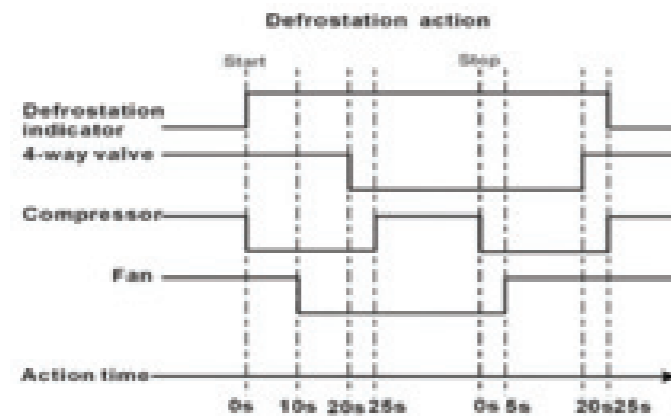 Defrostation action
Start Stop
Defrostation
indicator
4-way valve
Compressor
Fan
Action time
0s 10s 20s 25s 0s 5s 20s 25s